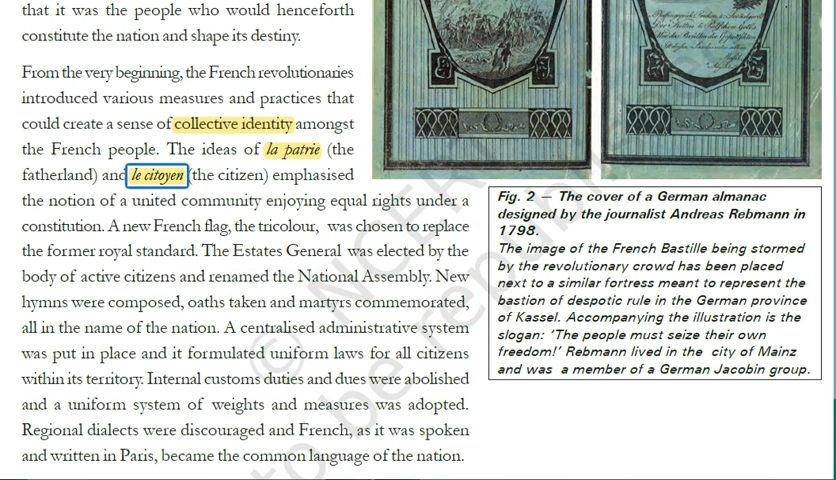 that it was the people who would henceforth
constitute the nation and shape its destiny.
From the very beginning, the French revolutionaries
introduced various measures and practices that
could create a sense of collective identity amongst
the French people. The ideas of la patrie (the
fatherland) and le citoyen (the citizen) emphasised
the notion of a united community enjoying equal rights under a
constitution. A new French flag, the tricolour, was chosen to replace
the former royal standard. The Estates General was elected by the
body of active citizens and renamed the National Assembly. New
hymns were composed, oaths taken and martyrs commemorated,
all in the name of the nation. A centralised administrative system
was put in place and it formulated uniform laws for all citizens
within its territory. Internal customs duties and dues were abolished
and a uniform system of weights and measures was adopted.
Regional dialects were discouraged and French, as it was spoken
and written in Paris, became the common language of the nation.
Fig. 2 — The cover of a German almanac
designed by the journalist Andreas Rebmann in
1798.
The image of the French Bastille being stormed
by the revolutionary crowd has been placed
next to a similar fortress meant to represent the
bastion of despotic rule in the German province
of Kassel. Accompanying the illustration is the
slogan: ‘The people must seize their own
freedom!’ Rebmann lived in the city of Mainz
and was a member of a German Jacobin group.
© NCERT
to be republi